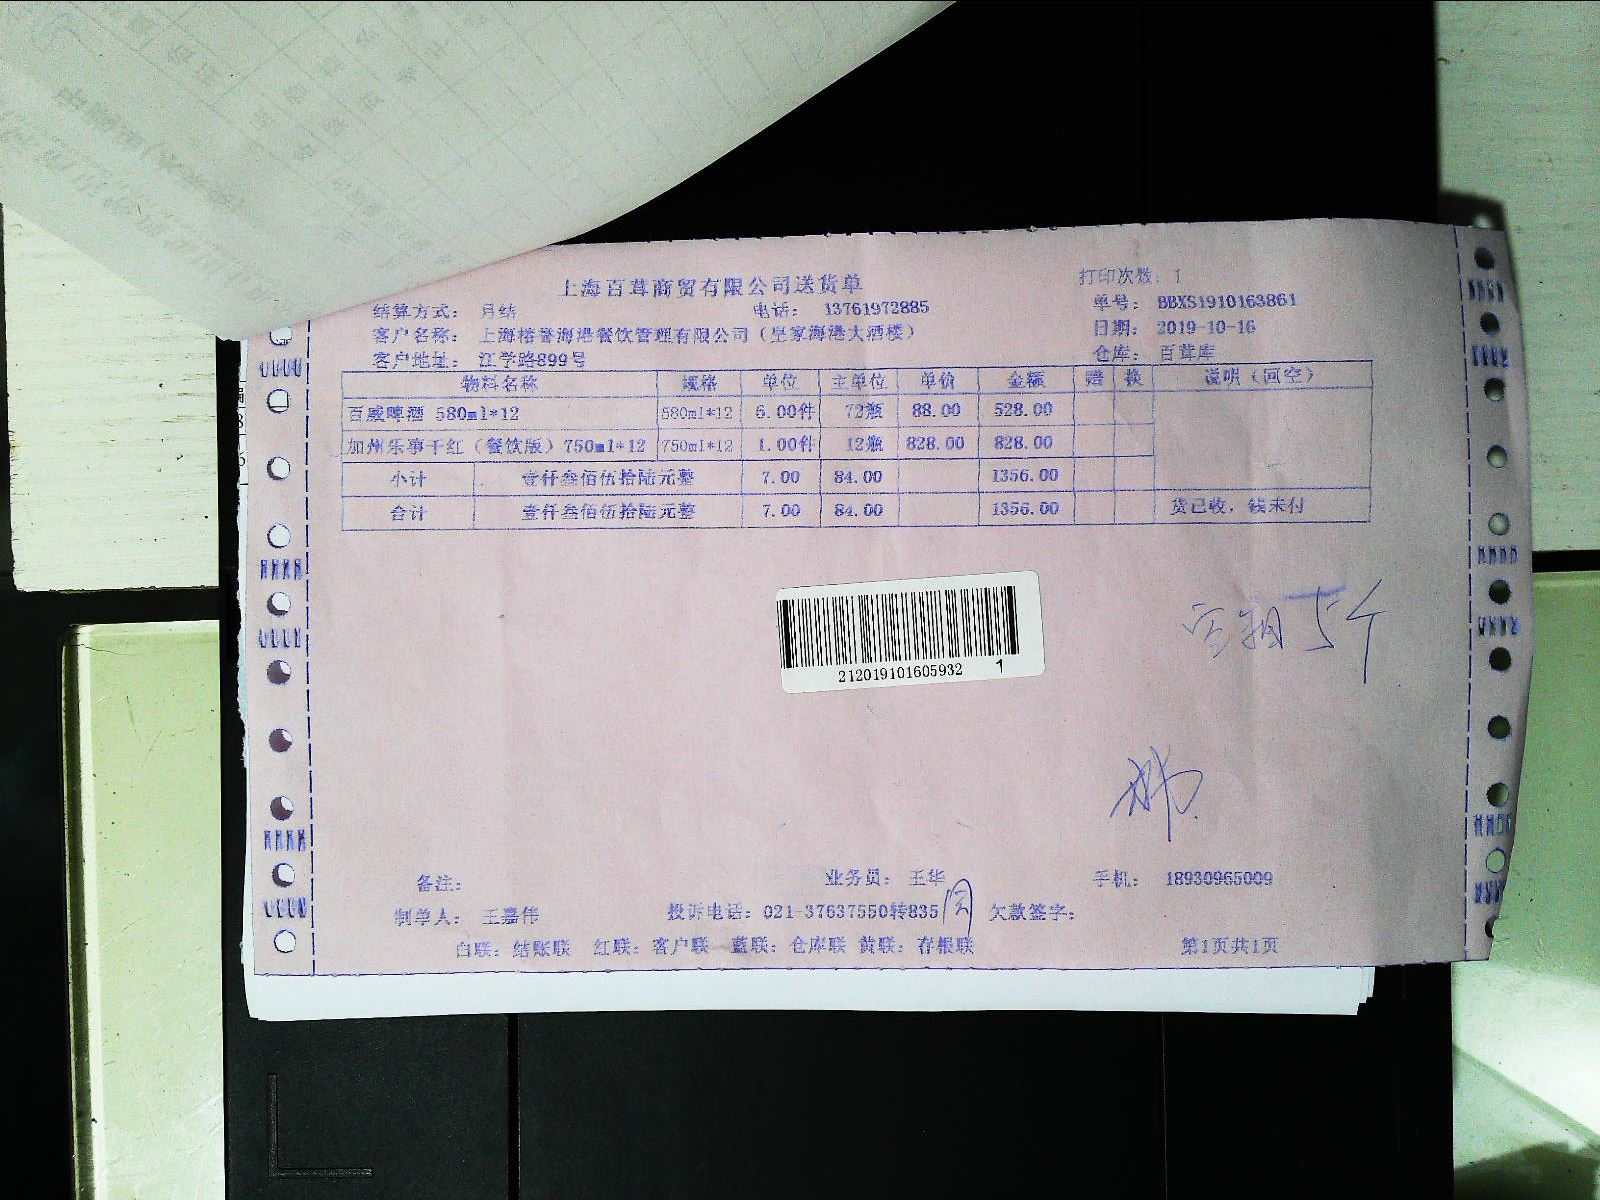 上海百茸商贸有限公司送货单
打印次数：1
结算方式：月结 电话：13761972885 单号：BBXS1910163861
客户名称：上海榕誉海港餐饮管理有限公司（皇家海港大酒楼） 日期：2019-10-16
客户地址：江学路899号 仓库：百茸库
物料名称 规格 单位 主单位 单价 金额 赠 换 说明（回空）
百威啤酒 580ml*12 580ml*12 6.00件 72瓶 88.00 528.00
加州乐事干红（餐饮版）750ml*12 750ml*12 1.00件 12瓶 828.00 828.00
小计 壹仟叁佰伍拾陆元整 7.00 84.00 1356.00
合计 壹仟叁佰伍拾陆元整 7.00 84.00 1356.00 货已收，钱未付
空箱5个
212019101605932 1
备注： 业务员：王华 手机：18930965009
制单人：王嘉伟 投诉电话：021-37637550转835 欠款签字：
白联：结账联 红联：客户联 蓝联：仓库联 黄联：存根联 第1页共1页